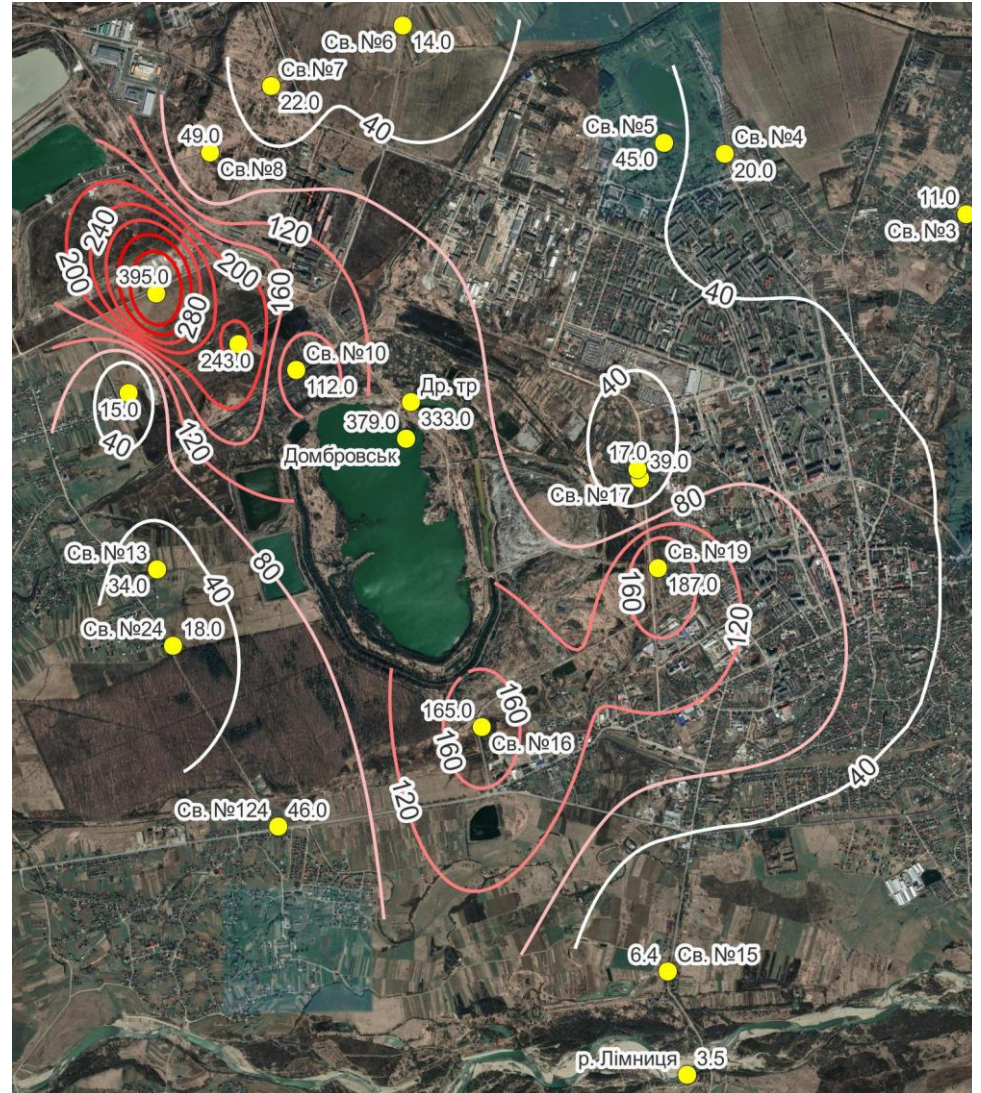 Св. №6
14.0
Св.№7
22.0
40
Св. №5
45.0
Св. №4
20.0
49.0
Св.№8
11.0
Св. №3
120
240
200
200
160
395.0
280
40
243.0
Св. №10
112.0
Др. тр
333.0
379.0
Домбровськ
15.0
40
120
40
17.0
39.0
Св. №17
80
Св. №13
34.0
40
80
Св. №19
187.0
160
120
Св. №24
18.0
165.0
160
160
Св. №16
120
40
Св. №124
46.0
6.4
Св. №15
р. Лімниця
3.5